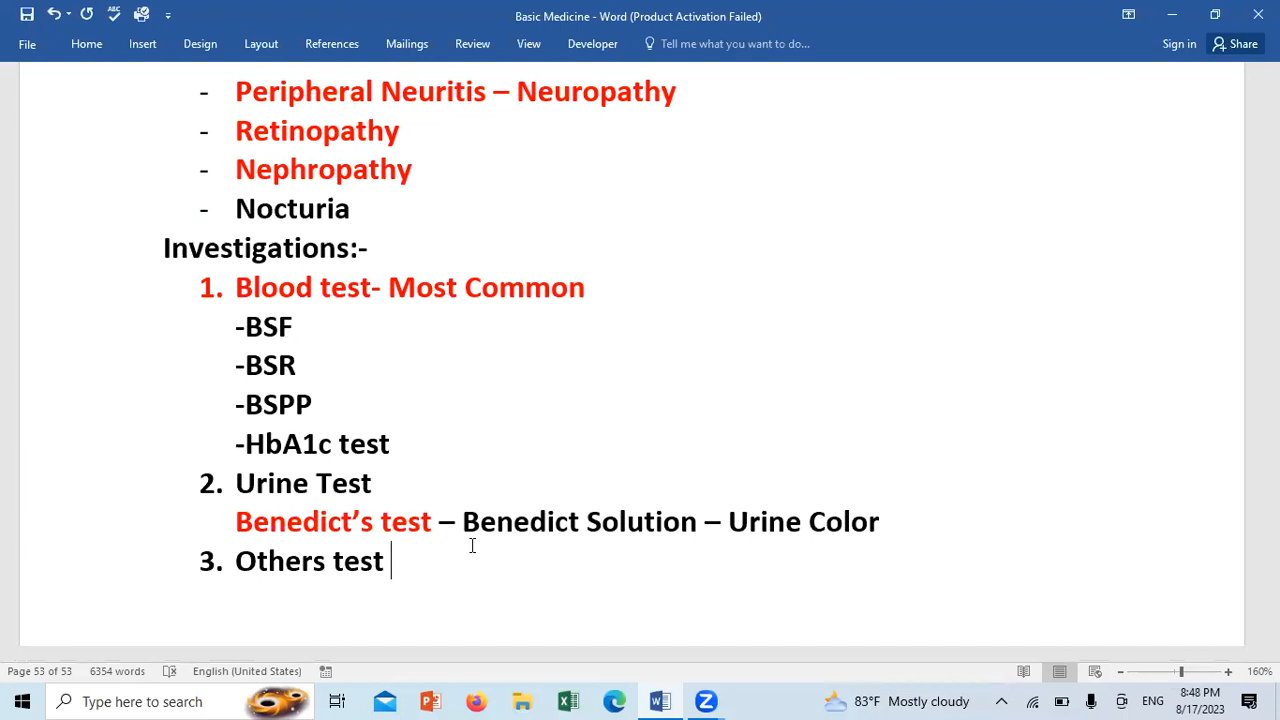 Basic Medicine - Word (Product Activation Failed)
File Home Insert Design Layout References Mailings Review View Developer Tell me what you want to do... Sign in Share
- Peripheral Neuritis – Neuropathy
- Retinopathy
- Nephropathy
- Nocturia
Investigations:-
1. Blood test- Most Common
-BSF
-BSR
-BSPP
-HbA1c test
2. Urine Test
Benedict’s test – Benedict Solution – Urine Color
3. Others test
Page 53 of 53 6354 words English (United States) 160%
Type here to search 83°F Mostly cloudy ENG 8:48 PM
8/17/2023